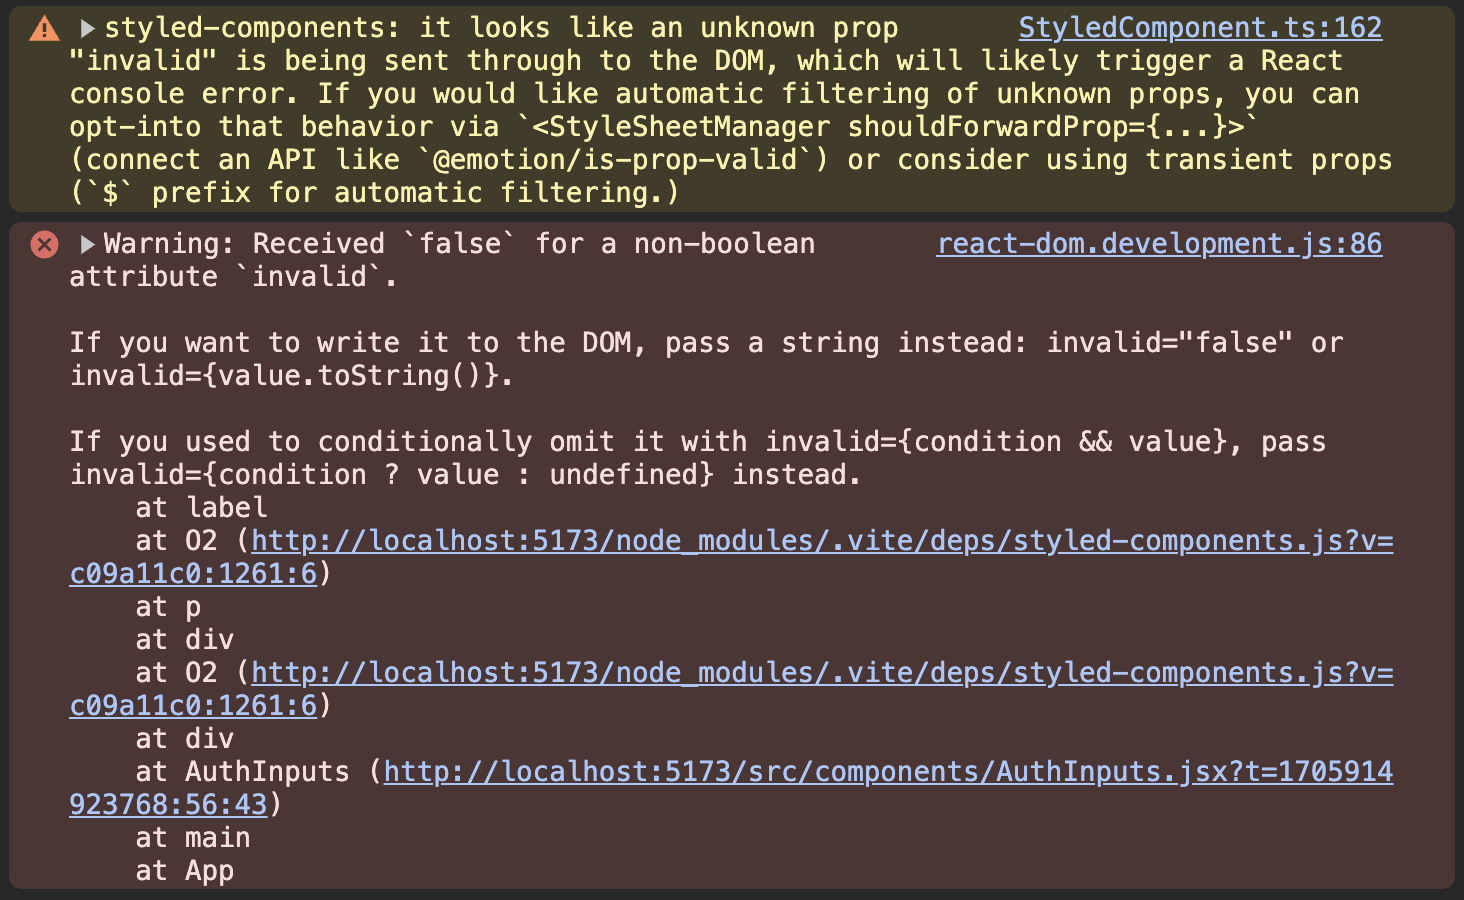 styled-components: it looks like an unknown prop StyledComponent.ts:162
"invalid" is being sent through to the DOM, which will likely trigger a React
console error. If you would like automatic filtering of unknown props, you can
opt-into that behavior via `<StyleSheetManager shouldForwardProp={...}>`
(connect an API like `@emotion/is-prop-valid`) or consider using transient props
(`$` prefix for automatic filtering.)
Warning: Received `false` for a non-boolean react-dom.development.js:86
attribute `invalid`.
If you want to write it to the DOM, pass a string instead: invalid="false" or
invalid={value.toString()}.
If you used to conditionally omit it with invalid={condition && value}, pass
invalid={condition ? value : undefined} instead.
at label
at O2 (http://localhost:5173/node_modules/.vite/deps/styled-components.js?v=
c09a11c0:1261:6)
at p
at div
at O2 (http://localhost:5173/node_modules/.vite/deps/styled-components.js?v=
c09a11c0:1261:6)
at div
at AuthInputs (http://localhost:5173/src/components/AuthInputs.jsx?t=1705914
923768:56:43)
at main
at App